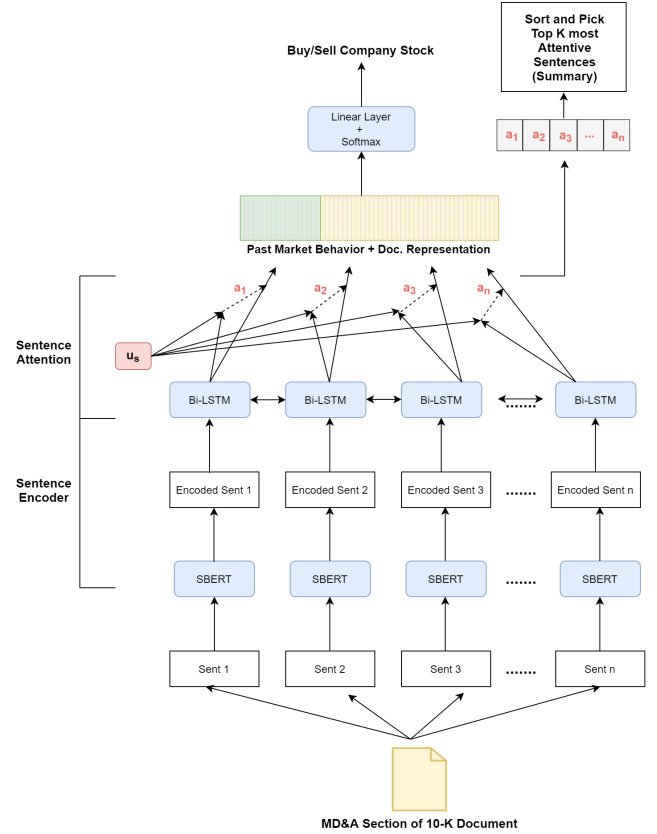 Sort and Pick
Top K most
Attentive
Sentences
(Summary)
Buy/Sell Company Stock
Linear Layer
+
Softmax
a1 a2 a3 ... an
Past Market Behavior + Doc. Representation
a1 a2 a3 an
Sentence
Attention
us
Bi-LSTM Bi-LSTM Bi-LSTM ....... Bi-LSTM
Sentence
Encoder
Encoded Sent 1 Encoded Sent 2 Encoded Sent 3 ....... Encoded Sent n
SBERT SBERT SBERT ....... SBERT
Sent 1 Sent 2 Sent 3 ....... Sent n
MD&A Section of 10-K Document